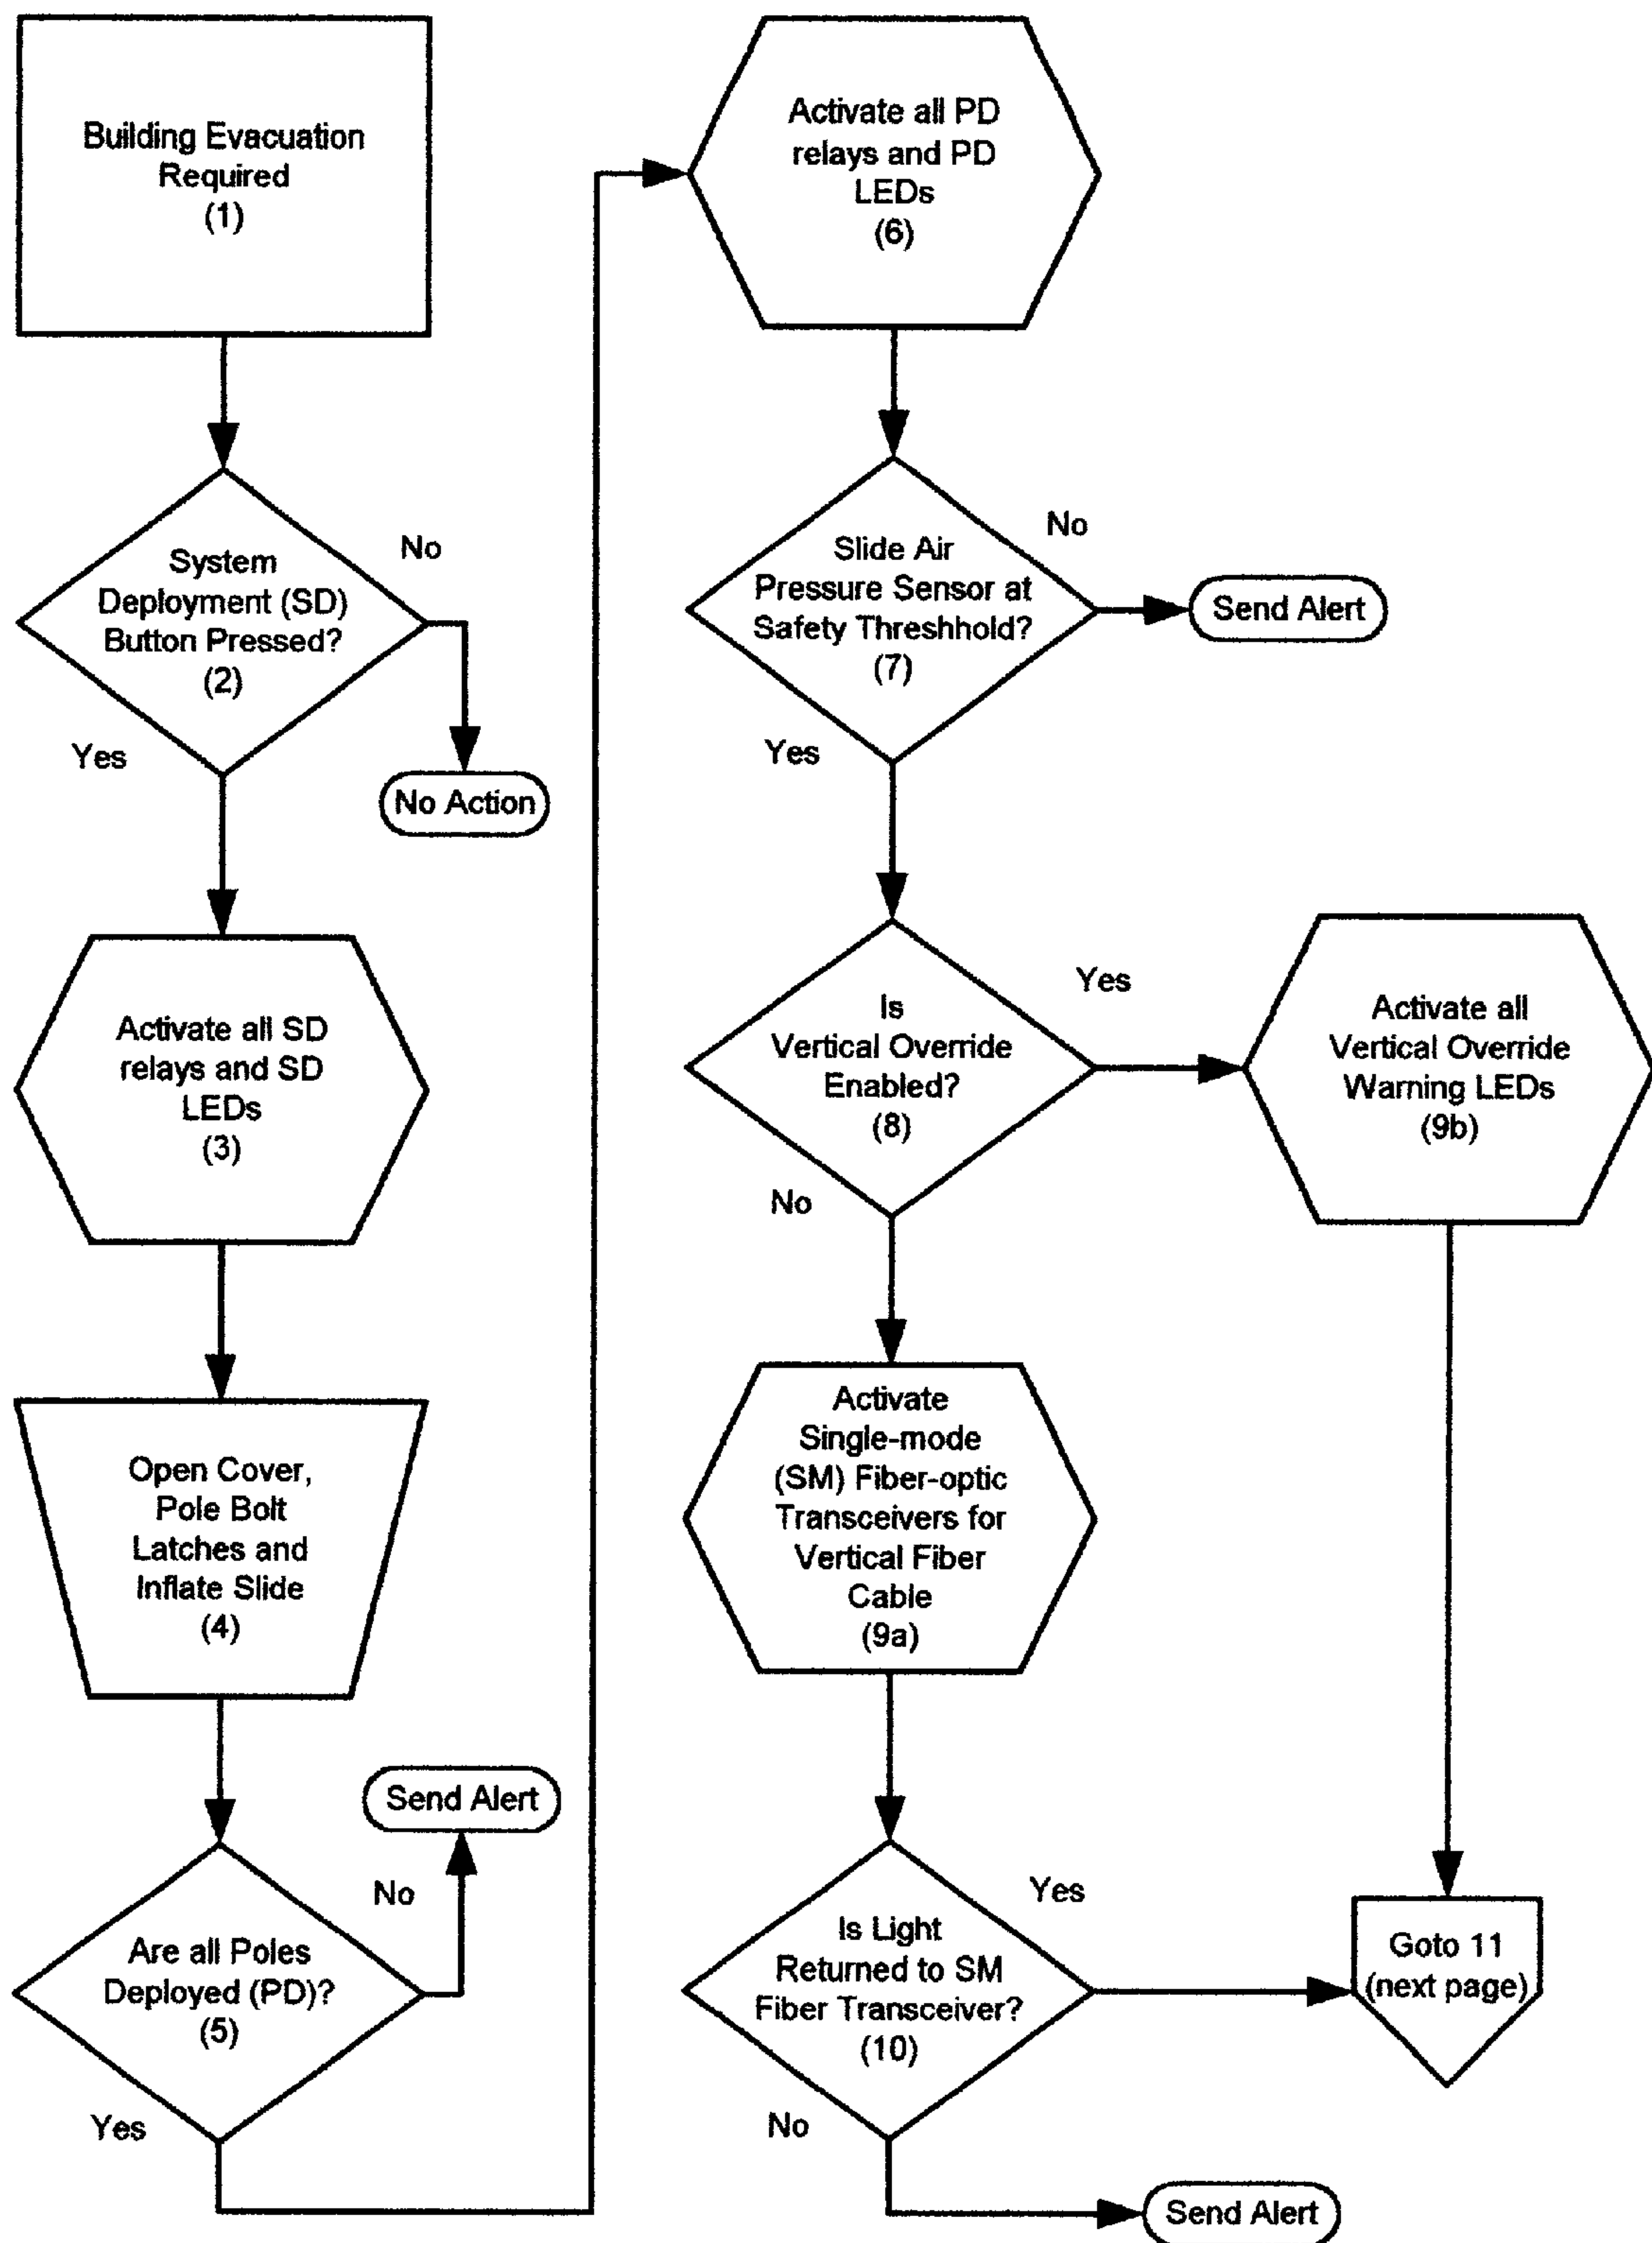 Building Evacuation
Required
(1)
System
Deployment (SD)
Button Pressed?
(2)
No
Yes
No Action
Activate all SD
relays and SD
LEDs
(3)
Open Cover,
Pole Bolt
Latches and
Inflate Slide
(4)
Are all Poles
Deployed (PD)?
(5)
No
Send Alert
Yes
Activate all PD
relays and PD
LEDs
(6)
Slide Air
Pressure Sensor at
Safety Threshhold?
(7)
No
Send Alert
Yes
Is
Vertical Override
Enabled?
(8)
Yes
Activate all
Vertical Override
Warning LEDs
(9b)
No
Activate
Single-mode
(SM) Fiber-optic
Transceivers for
Vertical Fiber
Cable
(9a)
Is Light
Returned to SM
Fiber Transceiver?
(10)
Yes
Goto 11
(next page)
No
Send Alert